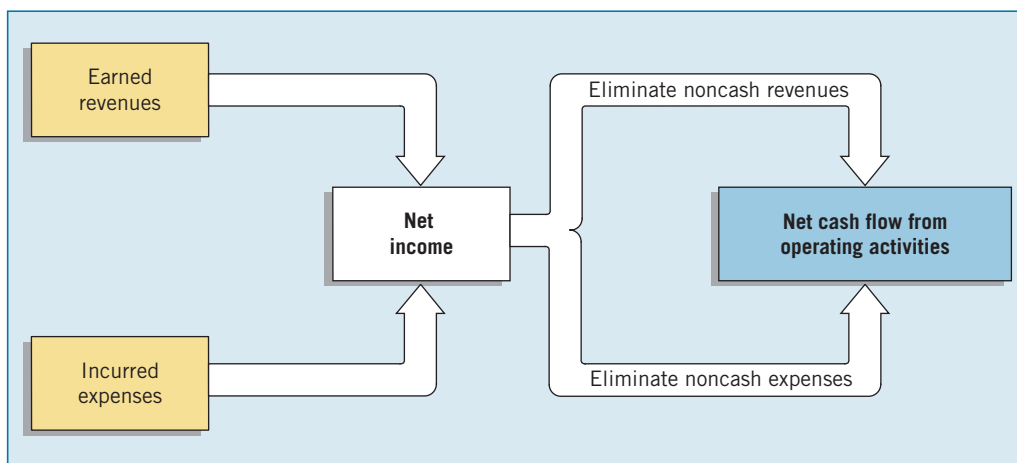 Earned
revenues
Eliminate noncash revenues
Net
income
Net cash flow from
operating activities
Incurred
expenses
Eliminate noncash expenses